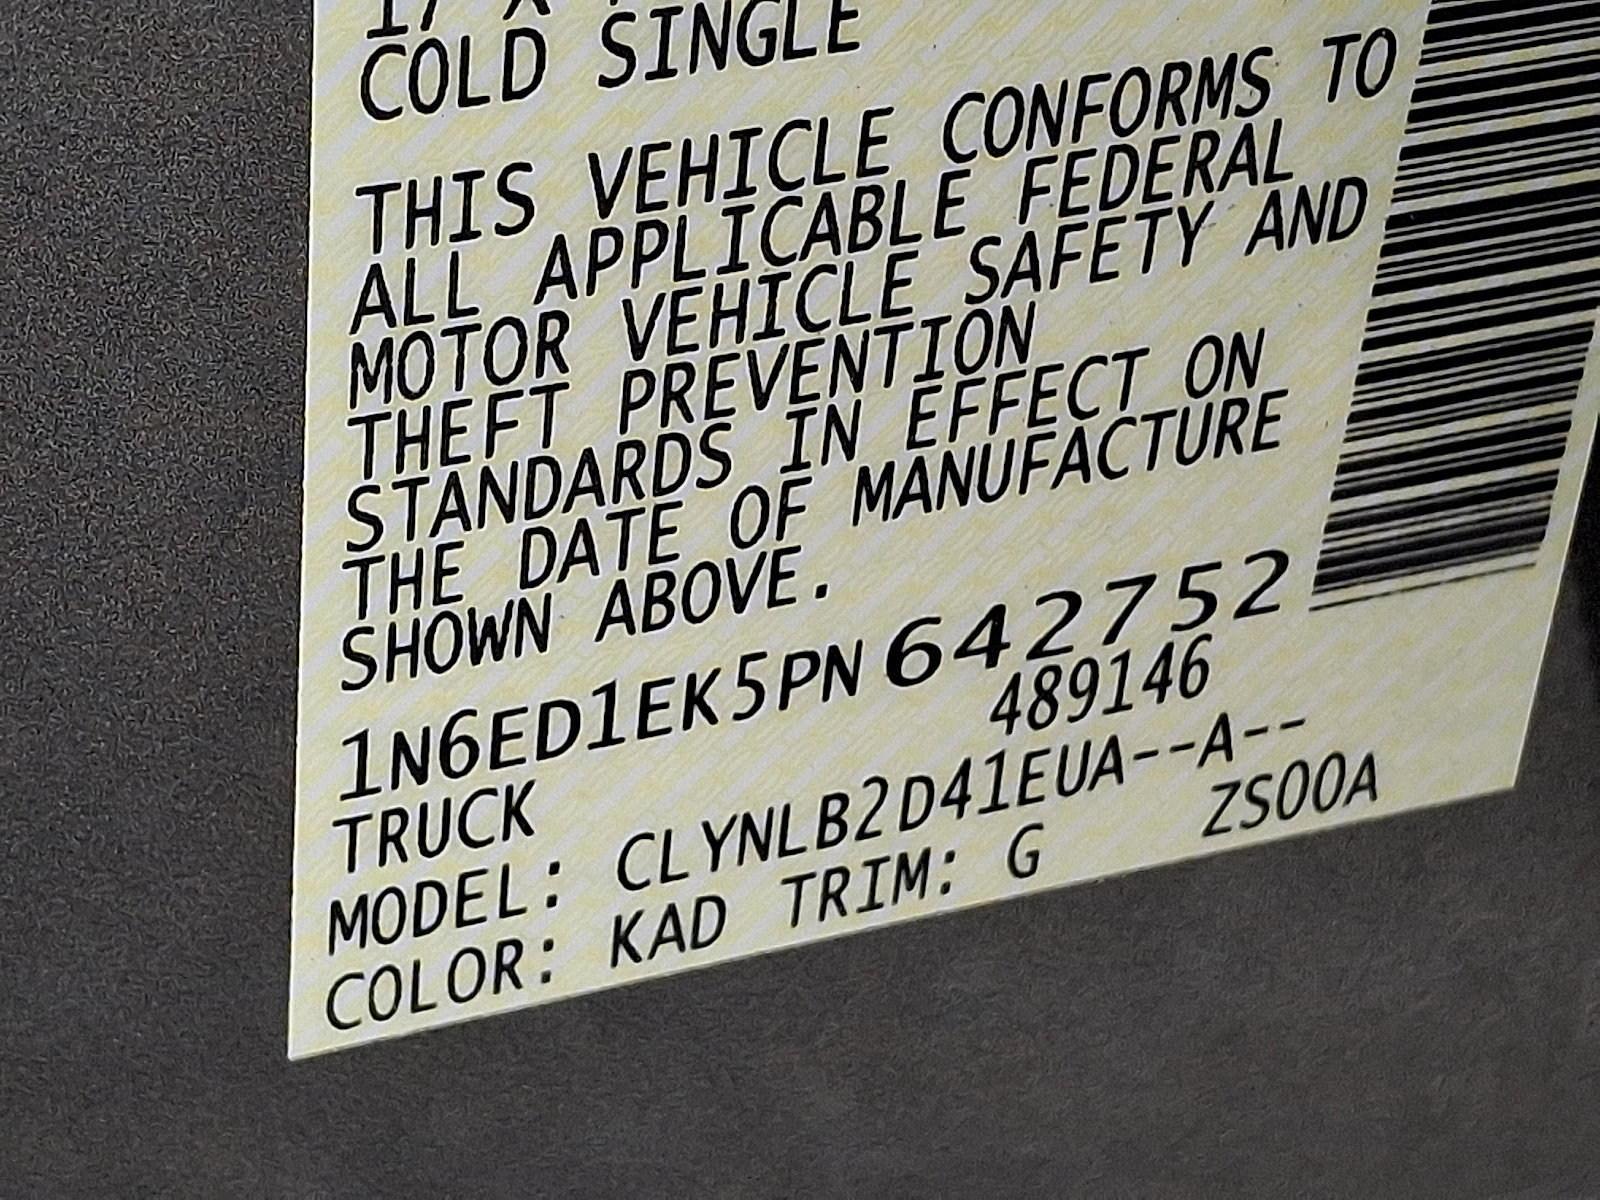 17 X
COLD SINGLE
THIS VEHICLE CONFORMS TO
ALL APPLICABLE FEDERAL
MOTOR VEHICLE SAFETY AND
THEFT PREVENTION
STANDARDS IN EFFECT ON
THE DATE OF MANUFACTURE
SHOWN ABOVE.
1N6ED1EK5PN642752
TRUCK 489146
MODEL: CLYNLB2D41EUA--A--
COLOR: KAD TRIM: G ZS00A